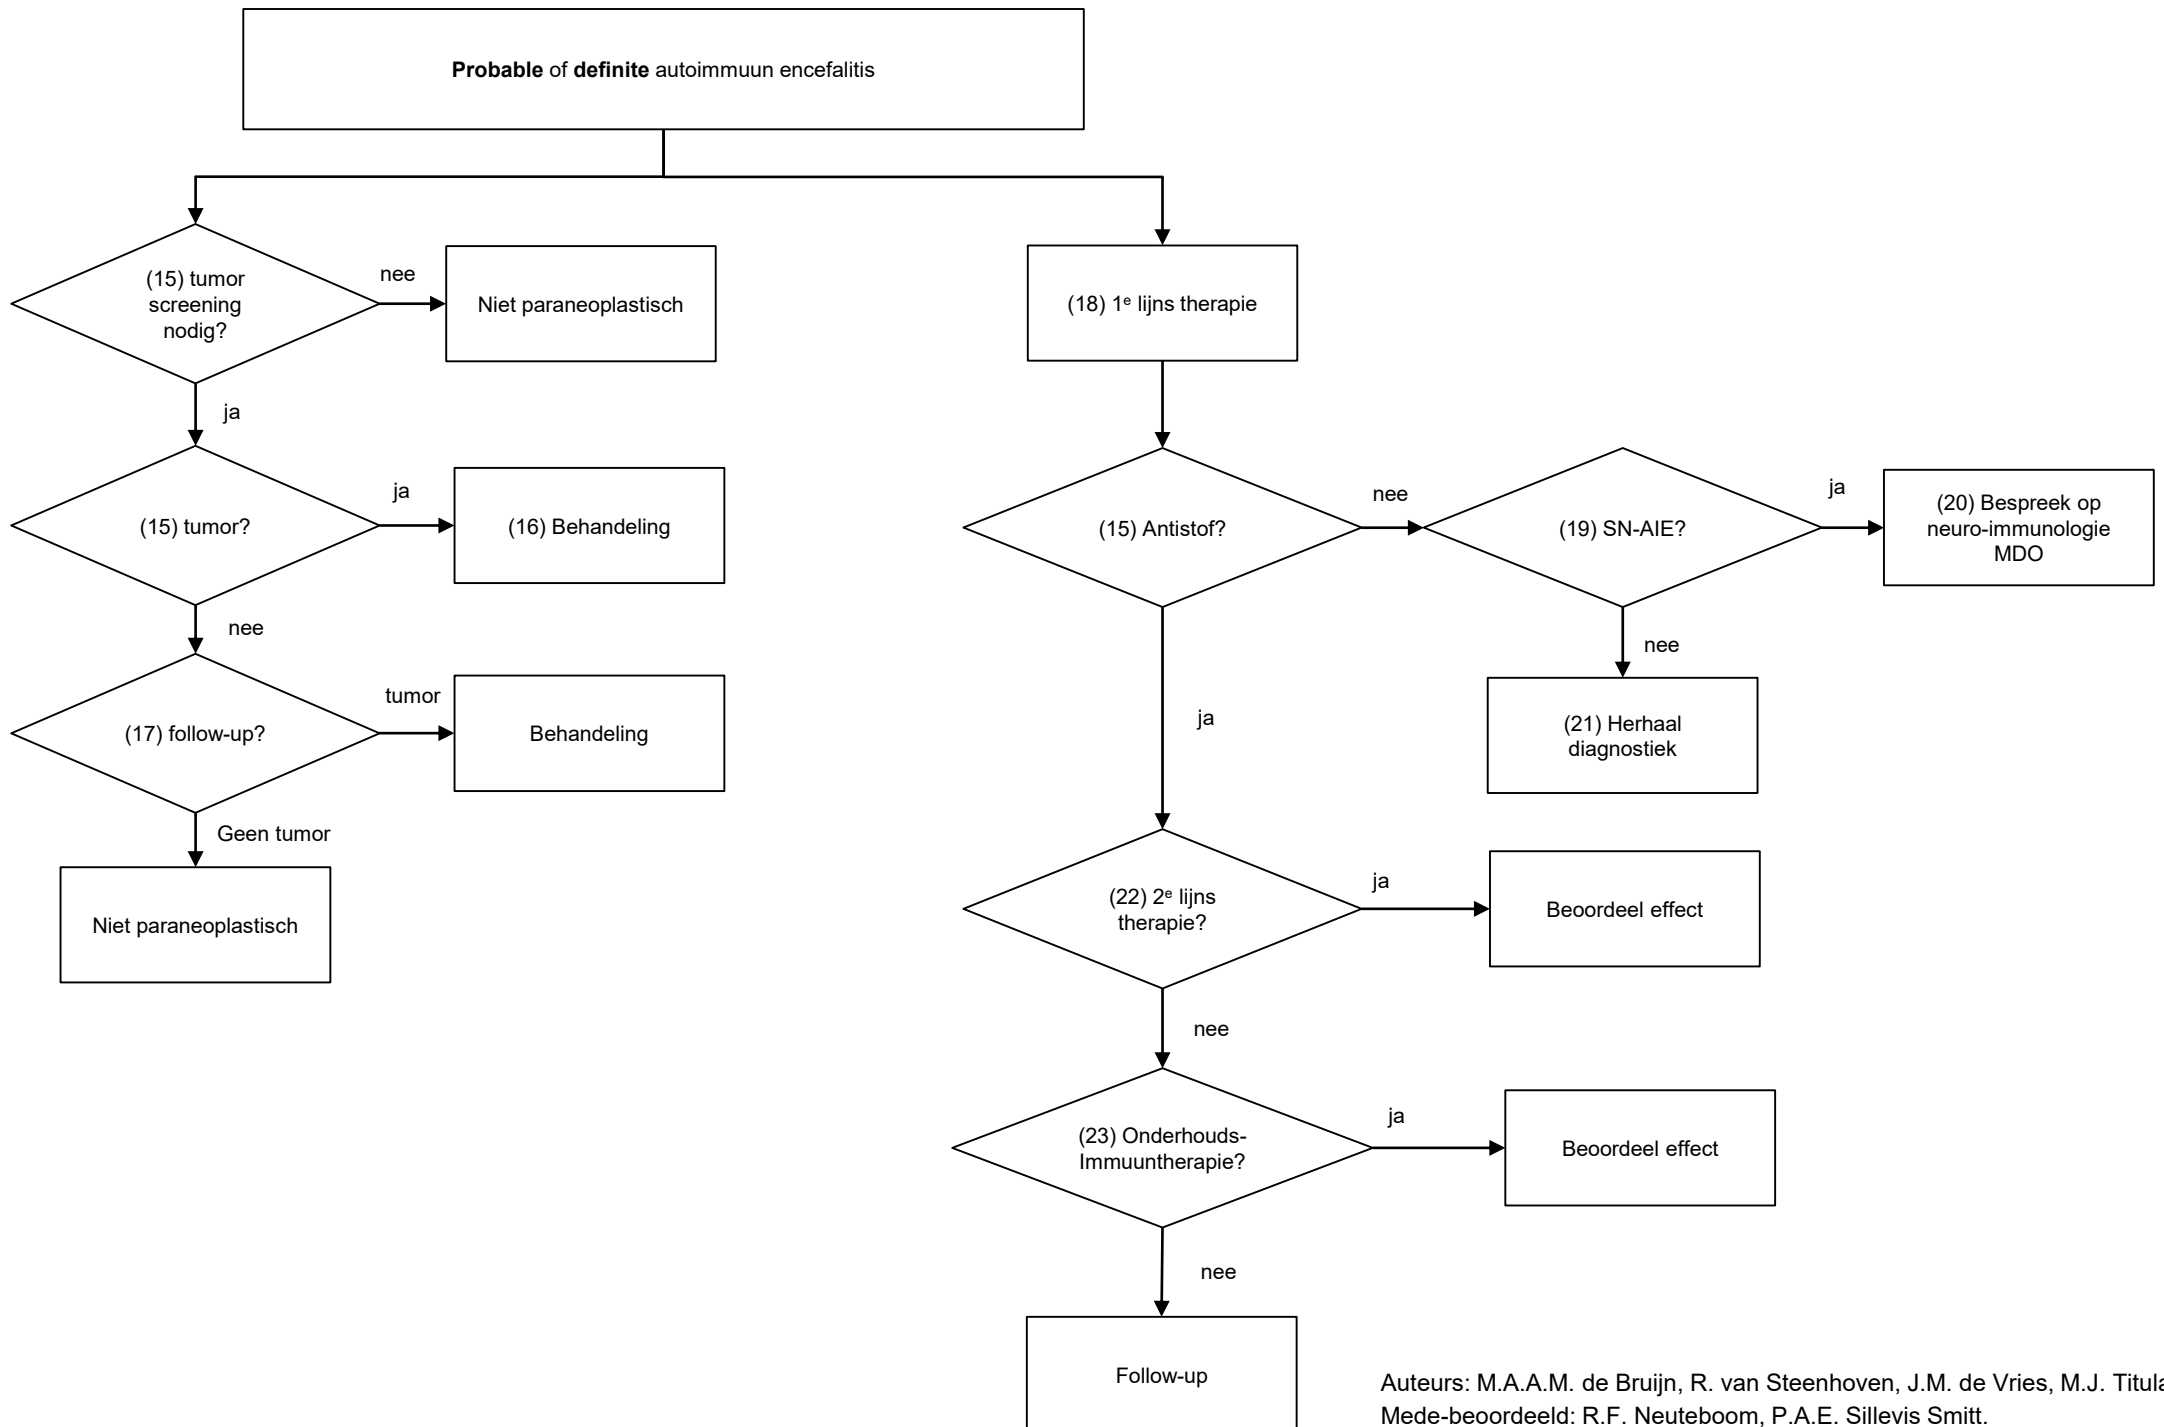 Probable of definite autoimmuun encefalitis
(15) tumor
screening
nodig?
nee
Niet paraneoplastisch
ja
(15) tumor?
ja
(16) Behandeling
nee
(17) follow-up?
tumor
Behandeling
Geen tumor
Niet paraneoplastisch
(18) 1e lijns therapie
(15) Antistof?
nee
(19) SN-AIE?
ja
(20) Bespreek op
neuro-immunologie
MDO
nee
(21) Herhaal
diagnostiek
ja
(22) 2e lijns
therapie?
ja
Beoordeel effect
nee
(23) Onderhouds-
Immuuntherapie?
ja
Beoordeel effect
nee
Follow-up
Auteurs: M.A.A.M. de Bruijn, R. van Steenhoven, J.M. de Vries, M.J.
Mede-beoordeeld: R.F. Neuteboom, P.A.E. Sillevis Smitt.